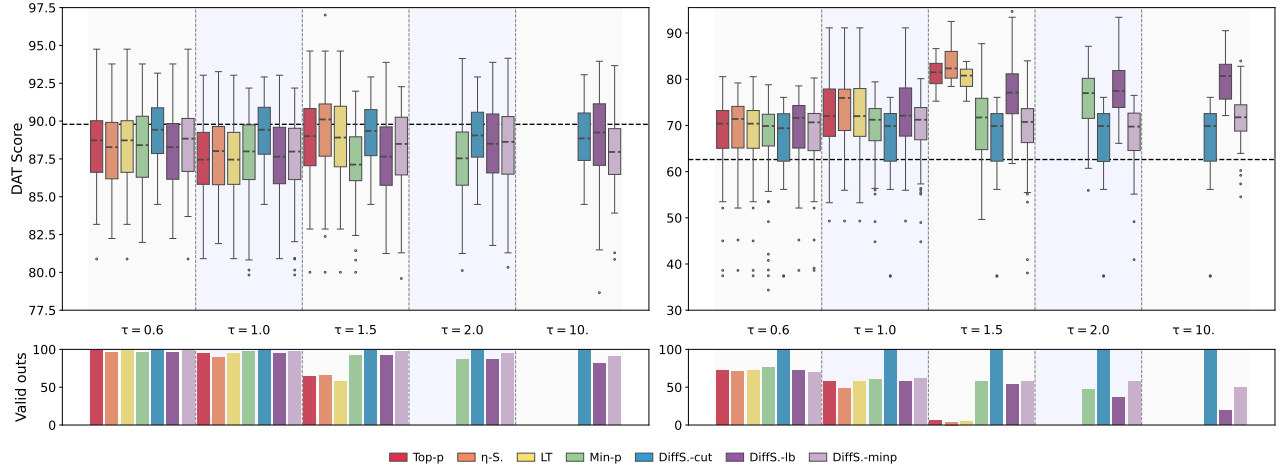 97.5
95.0
92.5
90.0
87.5
85.0
82.5
80.0
77.5
DAT Score
τ = 0.6
τ = 1.0
τ = 1.5
τ = 2.0
τ = 10.
90
80
70
60
50
40
30
τ = 0.6
τ = 1.0
τ = 1.5
τ = 2.0
τ = 10.
100
50
0
Valid outs
100
50
0
Top-p
η-S.
LT
Min-p
DiffS.-cut
DiffS.-lb
DiffS.-minp